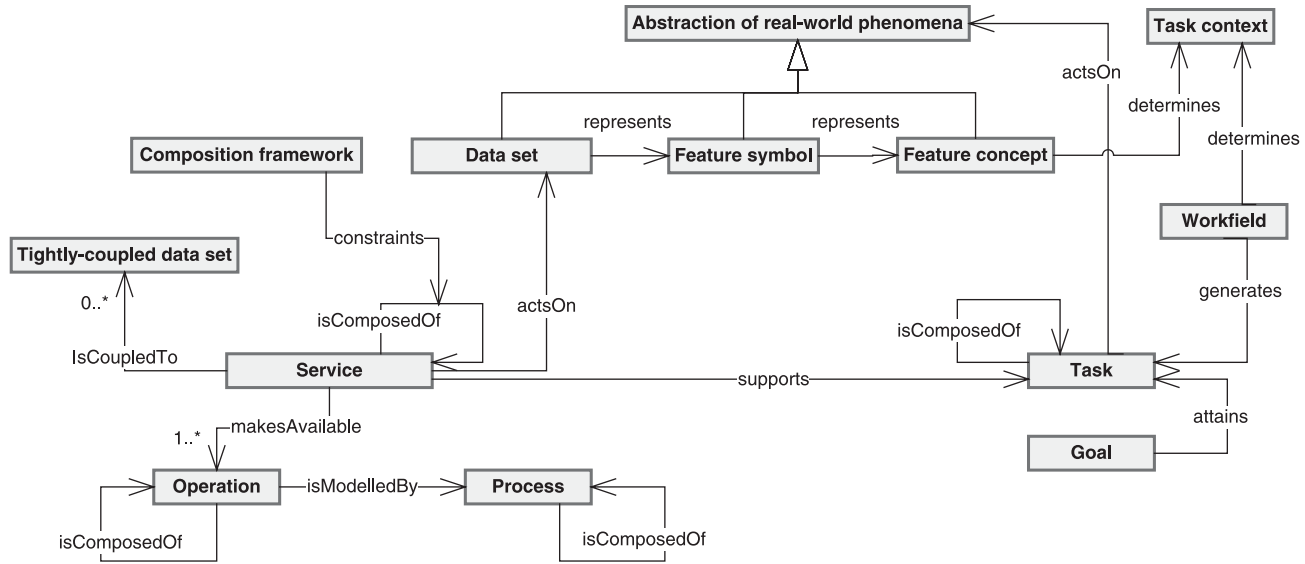 Abstraction of real-world phenomena
Task context
actsOn
determines
represents
represents
determines
Composition framework
Data set
Feature symbol
Feature concept
Workfield
constraints
Tightly-coupled data set
generates
0..*
actsOn
isComposedOf
isComposedOf
IsCoupledTo
Service
supports
Task
makesAvailable
attains
1..*
Goal
Operation
isModelledBy
Process
isComposedOf
isComposedOf